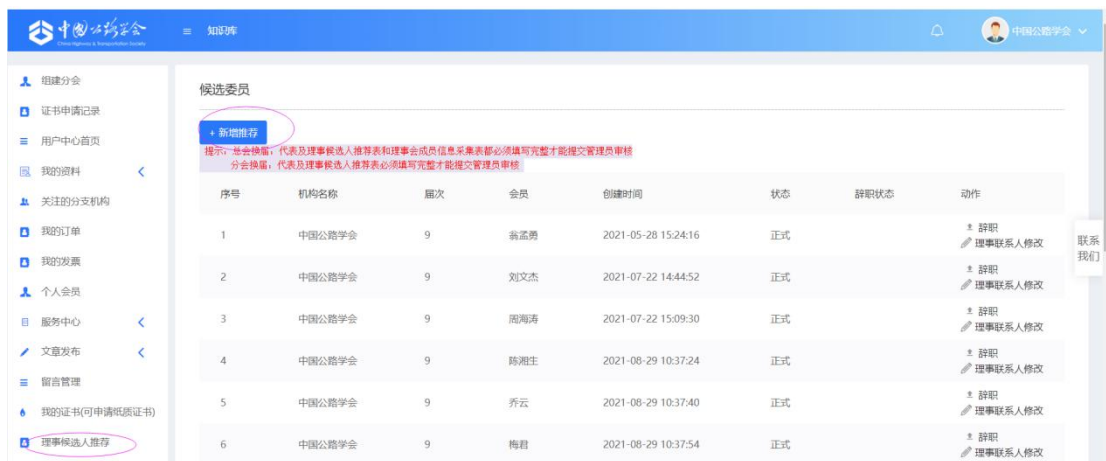 中国公路学会
China Highway & Transportation Society
知识库
中国公路学会
组建分会
证书申请记录
用户中心首页
我的资料
关注的分支机构
我的订单
我的发票
个人会员
服务中心
文章发布
留言管理
我的证书(可申请纸质证书)
理事候选人推荐
候选委员
+ 新增推荐
提示：总会换届，代表及理事候选人推荐表和理事会成员信息采集表都必须填写完整才能提交管理员审核
分会换届，代表及理事候选人推荐表必须填写完整才能提交管理员审核
序号 机构名称 届次 会员 创建时间 状态 辞职状态 动作
1 中国公路学会 9 翁孟勇 2021-05-28 15:24:16 正式 辞职
理事联系人修改
2 中国公路学会 9 刘文杰 2021-07-22 14:44:52 正式 辞职
理事联系人修改
3 中国公路学会 9 周海涛 2021-07-22 15:09:30 正式 辞职
理事联系人修改
4 中国公路学会 9 陈湘生 2021-08-29 10:37:24 正式 辞职
理事联系人修改
5 中国公路学会 9 乔云 2021-08-29 10:37:40 正式 辞职
理事联系人修改
6 中国公路学会 9 梅君 2021-08-29 10:37:54 正式 辞职
理事联系人修改
联系
我们